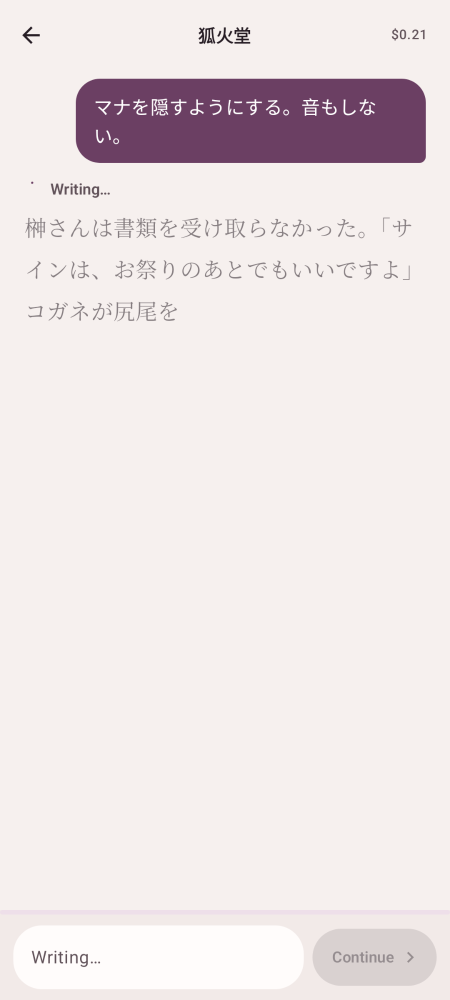 狐火堂
$0.21
マナを隠すようにする。音もしな
い。
Writing…
榊さんは書類を受け取らなかった。「サ
インは、お祭りのあとでもいいですよ」
コガネが尻尾を
Writing…
Continue